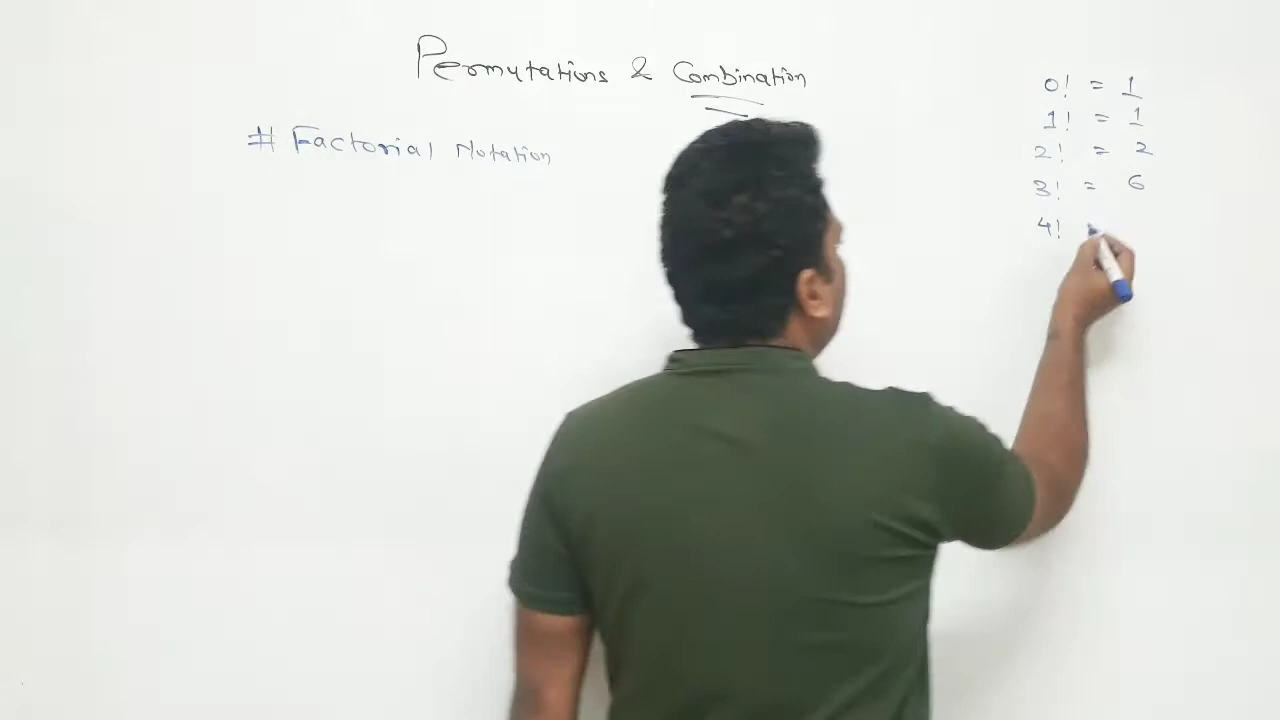 Permutations & Combination
# Factorial Notation
0! = 1
1! = 1
2! = 2
3! = 6
4!